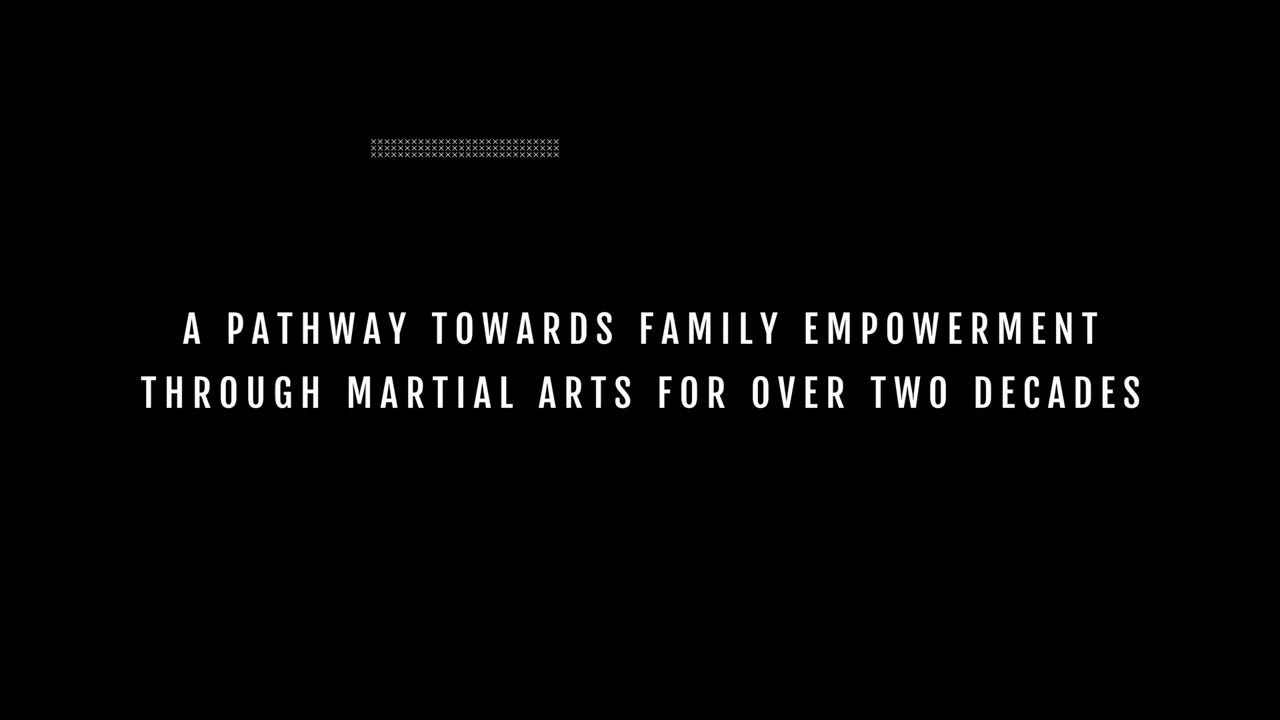 A PATHWAY TOWARDS FAMILY EMPOWERMENT
THROUGH MARTIAL ARTS FOR OVER TWO DECADES